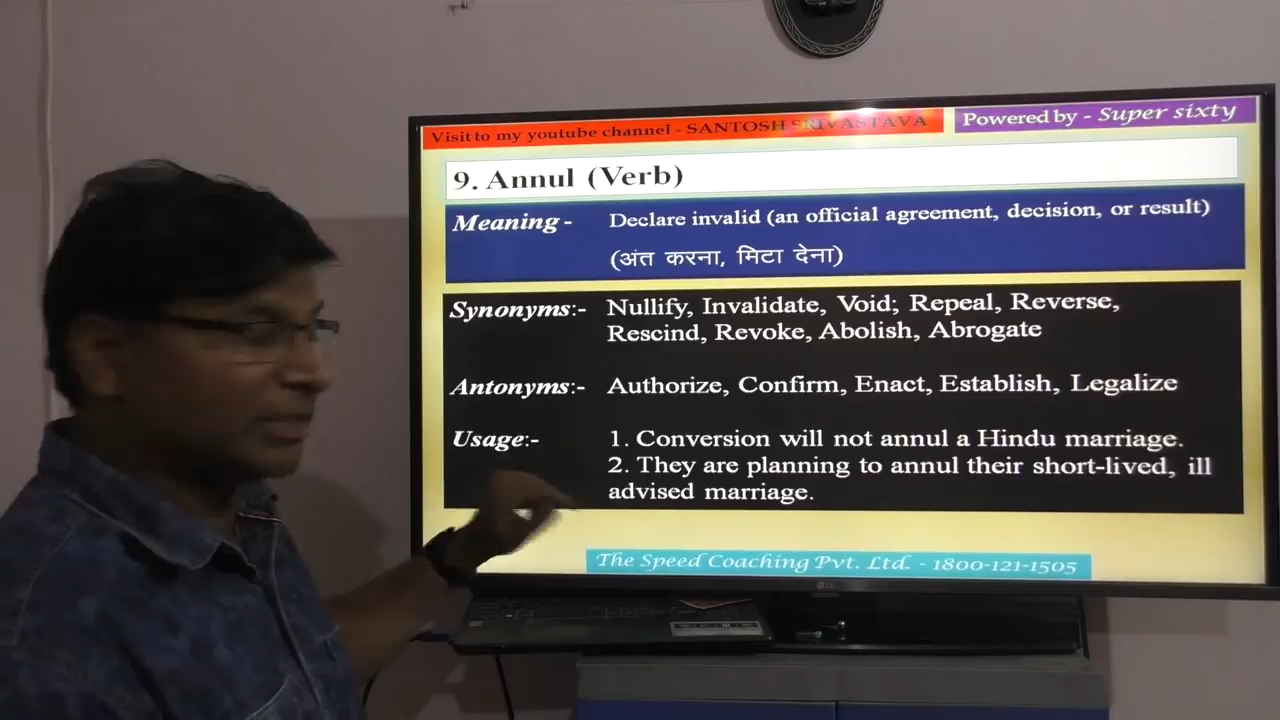 Visit to my youtube channel - SANTOSH SRIVASTAVA
Powered by - Super sixty
9. Annul (Verb)
Meaning - Declare invalid (an official agreement, decision, or result)
(अंत करना, मिटा देना)
Synonyms:- Nullify, Invalidate, Void; Repeal, Reverse,
Rescind, Revoke, Abolish, Abrogate
Antonyms:- Authorize, Confirm, Enact, Establish, Legalize
Usage:- 1. Conversion will not annul a Hindu marriage.
2. They are planning to annul their short-lived, ill
advised marriage.
The Speed Coaching Pvt. Ltd. - 1800-121-1505
LG